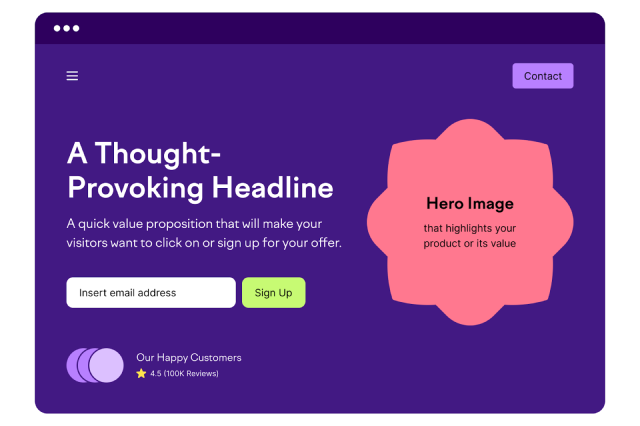 Contact
A Thought-
Provoking Headline
A quick value proposition that will make your
visitors want to click on or sign up for your offer.
Insert email address
Sign Up
Hero Image
that highlights your
product or its value
Our Happy Customers
4.5 (100K Reviews)